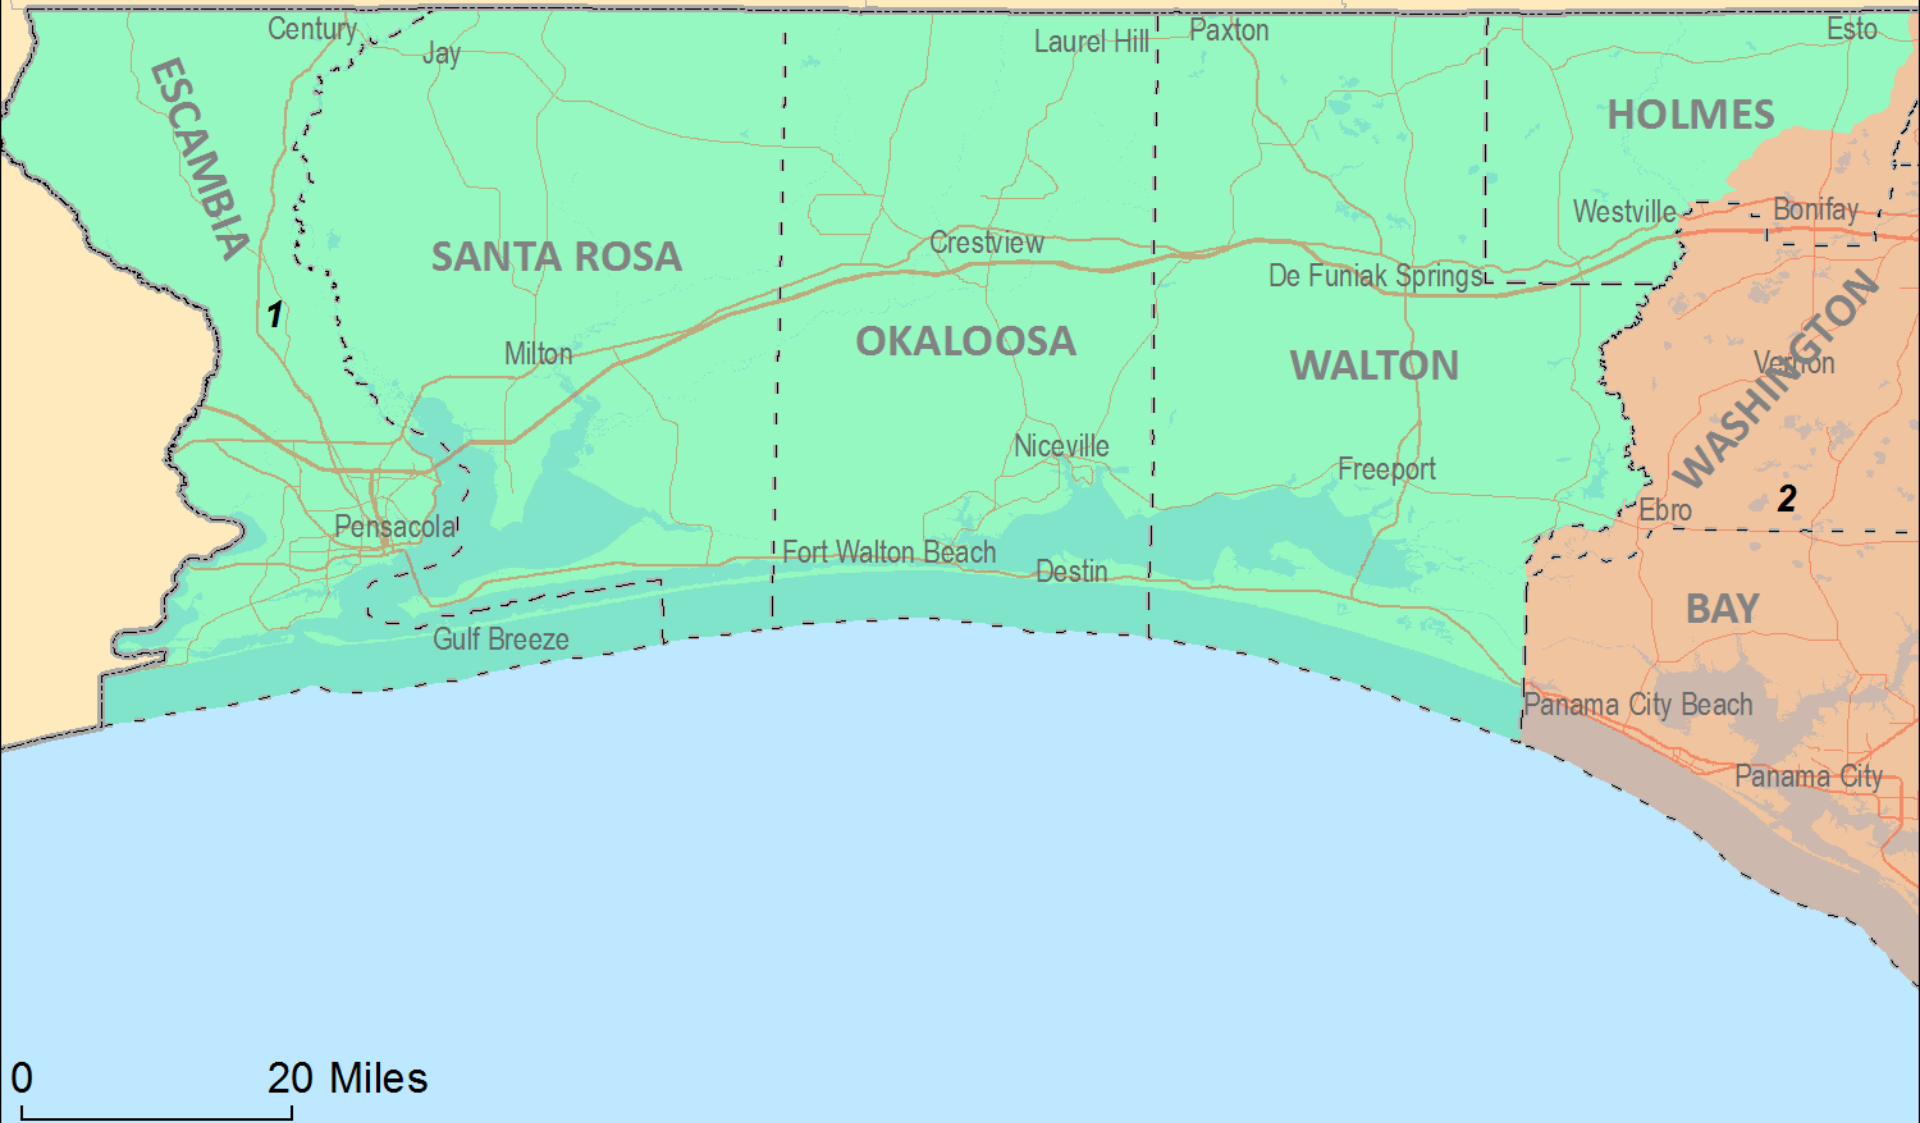 Century
Jay
Laurel Hill
Paxton
Esto
ESCAMBIA
HOLMES
Westville
Bonifay
SANTA ROSA
Crestview
De Funiak Springs
1
OKALOOSA
Milton
WALTON
Vernon
WASHINGTON
Niceville
Freeport
2
Ebro
Pensacola
Fort Walton Beach
Destin
BAY
Gulf Breeze
Panama City Beach
Panama City
0 20 Miles